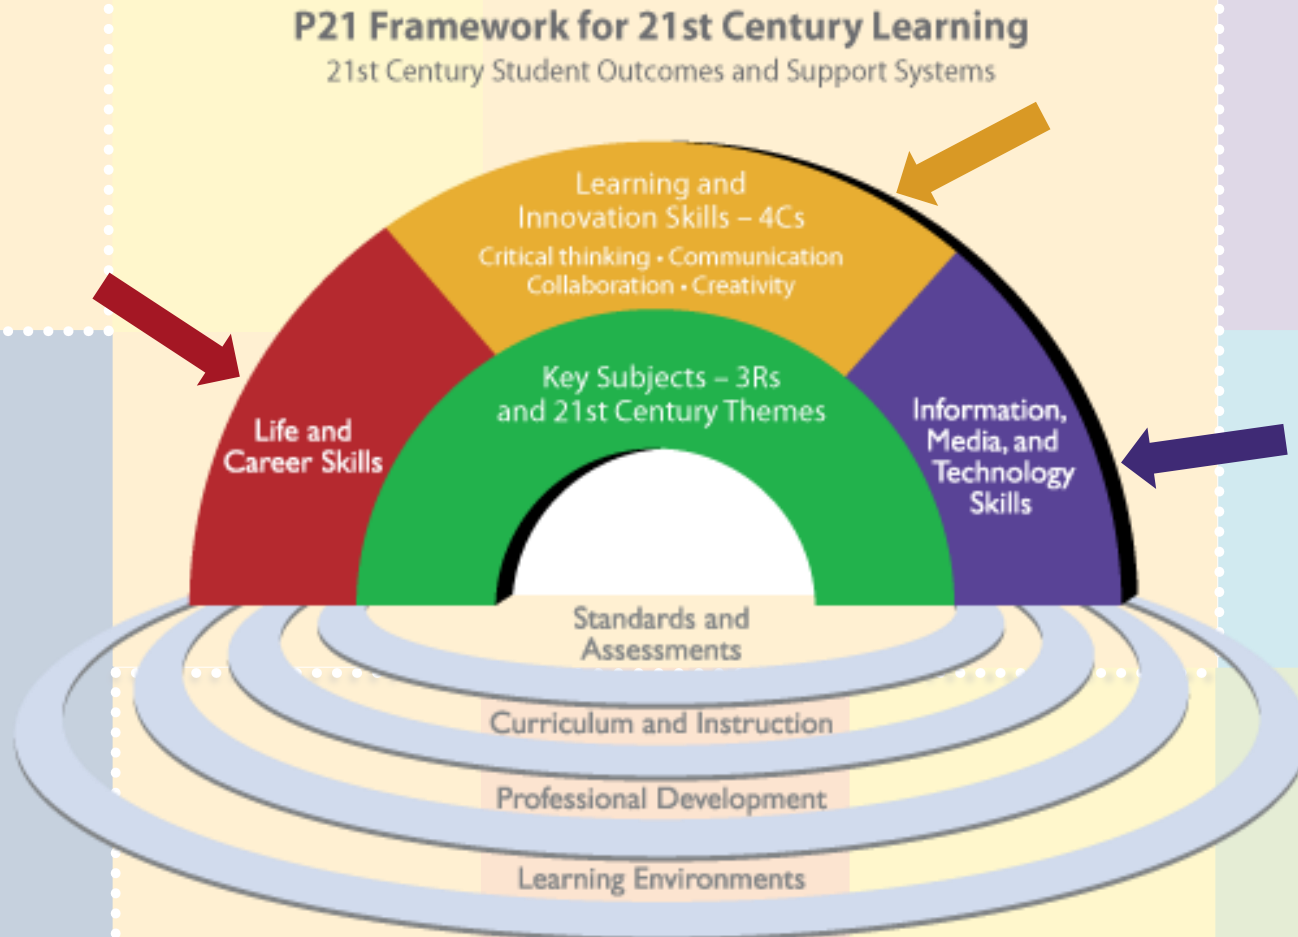 P21 Framework for 21st Century Learning
21st Century Student Outcomes and Support Systems
Learning and
Innovation Skills – 4Cs
Critical thinking • Communication
Collaboration • Creativity
Key Subjects – 3Rs
and 21st Century Themes
Life and
Career Skills
Information,
Media, and
Technology
Skills
Standards and
Assessments
Curriculum and Instruction
Professional Development
Learning Environments